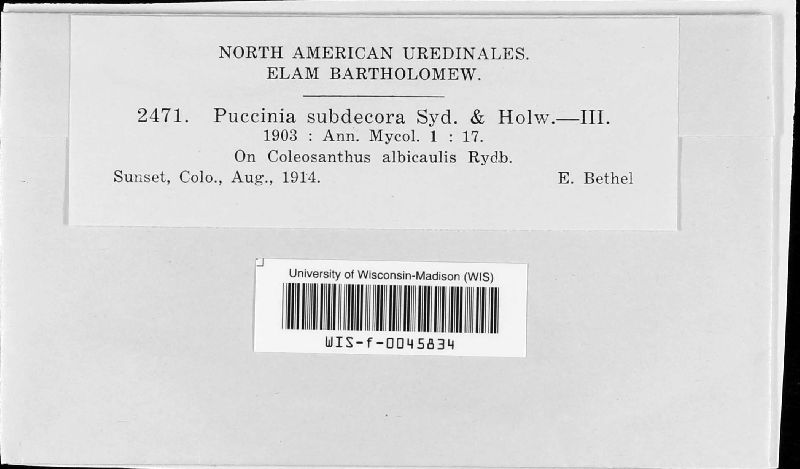 NORTH AMERICAN UREDINALES.
ELAM BARTHOLOMEW.
2471. Puccinia subdecora Syd. & Holw.—III.
1903 : Ann. Mycol. 1 : 17.
On Coleosanthus albicaulis Rydb.
Sunset, Colo., Aug., 1914. E. Bethel
University of Wisconsin-Madison (WIS)
WIS-f-0045834